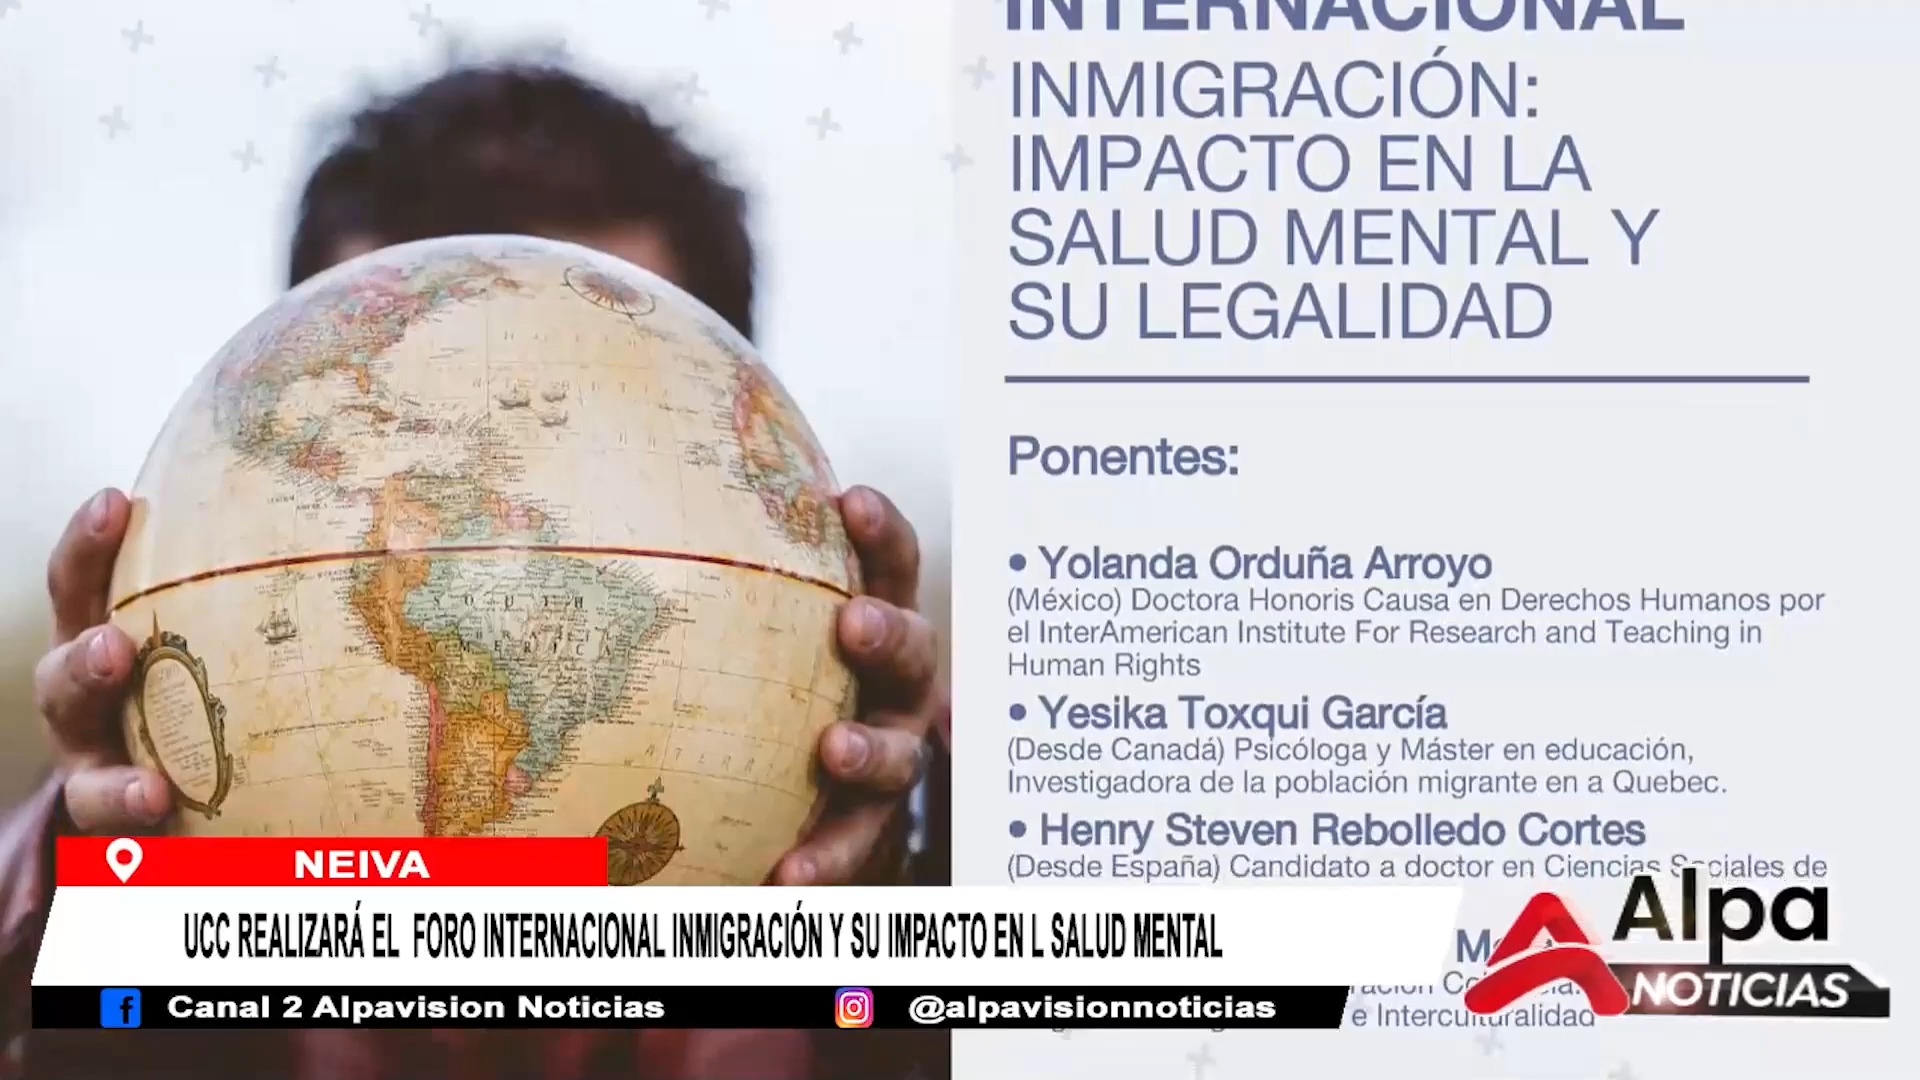 INTERNACIONAL
INMIGRACIÓN:
IMPACTO EN LA
SALUD MENTAL Y
SU LEGALIDAD
Ponentes:
• Yolanda Orduña Arroyo
(México) Doctora Honoris Causa en Derechos Humanos por
el InterAmerican Institute For Research and Teaching in
Human Rights
• Yesika Toxqui García
(Desde Canadá) Psicóloga y Máster en educación,
Investigadora de la población migrante en a Quebec.
• Henry Steven Rebolledo Cortes
(Desde España) Candidato a doctor en Ciencias Sociales de
e Interculturalidad
SOUTH
AMERICA
NEIVA
UCC REALIZARÁ EL FORO INTERNACIONAL INMIGRACIÓN Y SU IMPACTO EN L SALUD MENTAL
Canal 2 Alpavision Noticias @alpavisionnoticias
Alpa
NOTICIAS